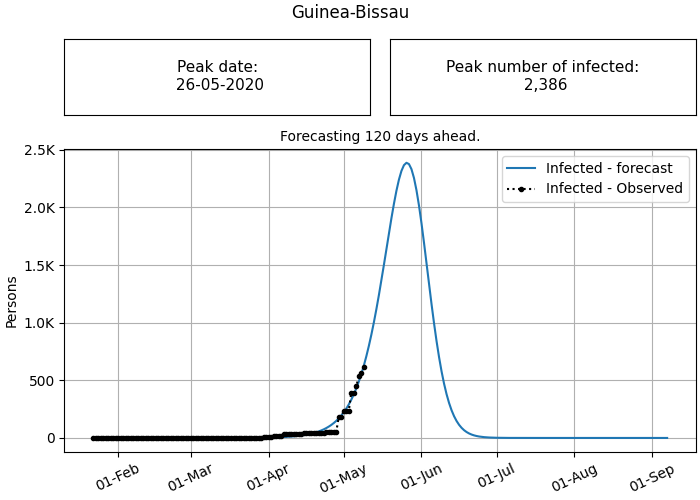 Guinea-Bissau
Peak date:
26-05-2020
Peak number of infected:
2,386
Forecasting 120 days ahead.
2.5K
2.0K
1.5K
1.0K
500
0
Persons
Infected - forecast
Infected - Observed
01-Feb
01-Mar
01-Apr
01-May
01-Jun
01-Jul
01-Aug
01-Sep